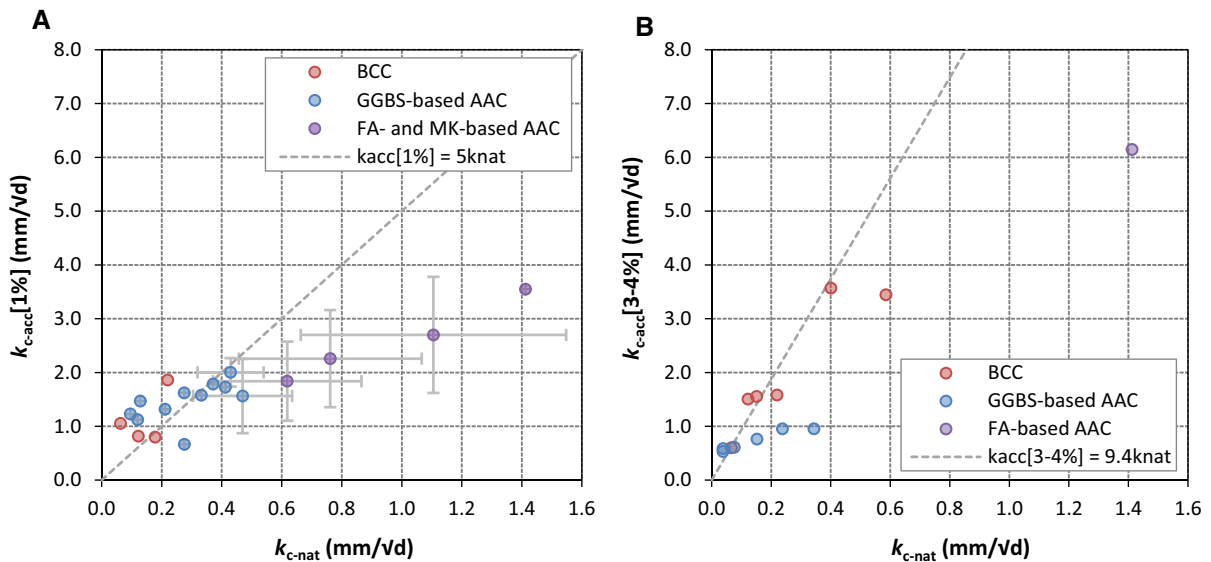 A
8.0
7.0
6.0
5.0
4.0
3.0
2.0
1.0
0.0
0.0 0.2 0.4 0.6 0.8 1.0 1.2 1.4 1.6
kc-acc[1%] (mm/√d)
kc-nat (mm/√d)
BCC
GGBS-based AAC
FA- and MK-based AAC
kacc[1%] = 5knat
B
8.0
7.0
6.0
5.0
4.0
3.0
2.0
1.0
0.0
0.0 0.2 0.4 0.6 0.8 1.0 1.2 1.4 1.6
kc-acc[3-4%] (mm/√d)
kc-nat (mm/√d)
BCC
GGBS-based AAC
FA-based AAC
kacc[3-4%] = 9.4knat